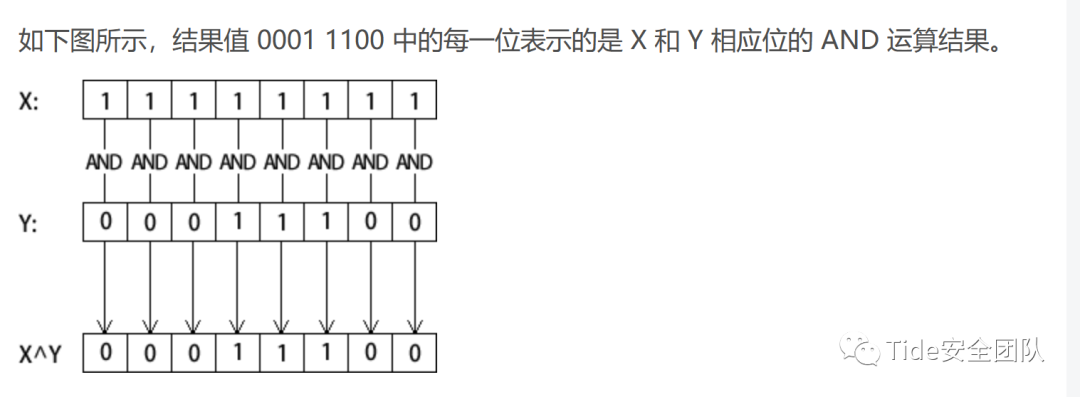 如下图所示，结果值 0001 1100 中的每一位表示的是 X 和 Y 相应位的 AND 运算结果。
X: 1 1 1 1 1 1 1 1
AND AND AND AND AND AND AND AND
Y: 0 0 0 1 1 1 0 0
X^Y 0 0 0 1 1 1 0 0
Tide安全团队